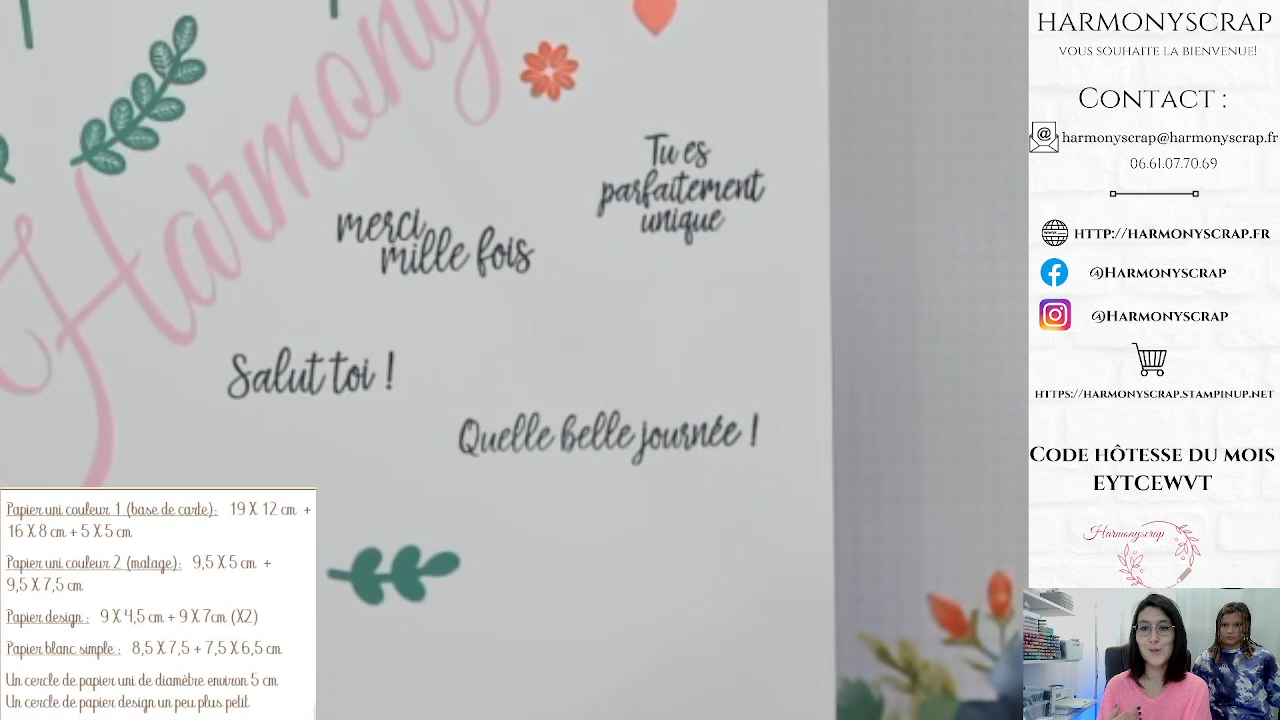 Harmony
Tu es
parfaitement
unique
merci
mille fois
Salut toi !
Quelle belle journée !
Papier uni couleur 1 (base de carte): 19 X 12 cm +
16 X 8 cm + 5 X 5 cm
Papier uni couleur 2 (matage): 9,5 X 5 cm +
9,5 X 7,5 cm
Papier design : 9 X 4,5 cm + 9 X 7cm (X2)
Papier blanc simple : 8,5 X 7,5 + 7,5 X 6,5 cm
Un cercle de papier uni de diamètre environ 5 cm
Un cercle de papier design un peu plus petit.
HARMONYSCRAP
VOUS SOUHAITE LA BIENVENUE!
CONTACT :
@ harmonyscrap@harmonyscrap.fr
06.61.07.70.69
www HTTP://HARMONYSCRAP.FR
@HARMONYSCRAP
@HARMONYSCRAP
HTTPS://HARMONYSCRAP.STAMPINUP.NET
CODE HÔTESSE DU MOIS
EYTCEWVT
Harmonyscrap